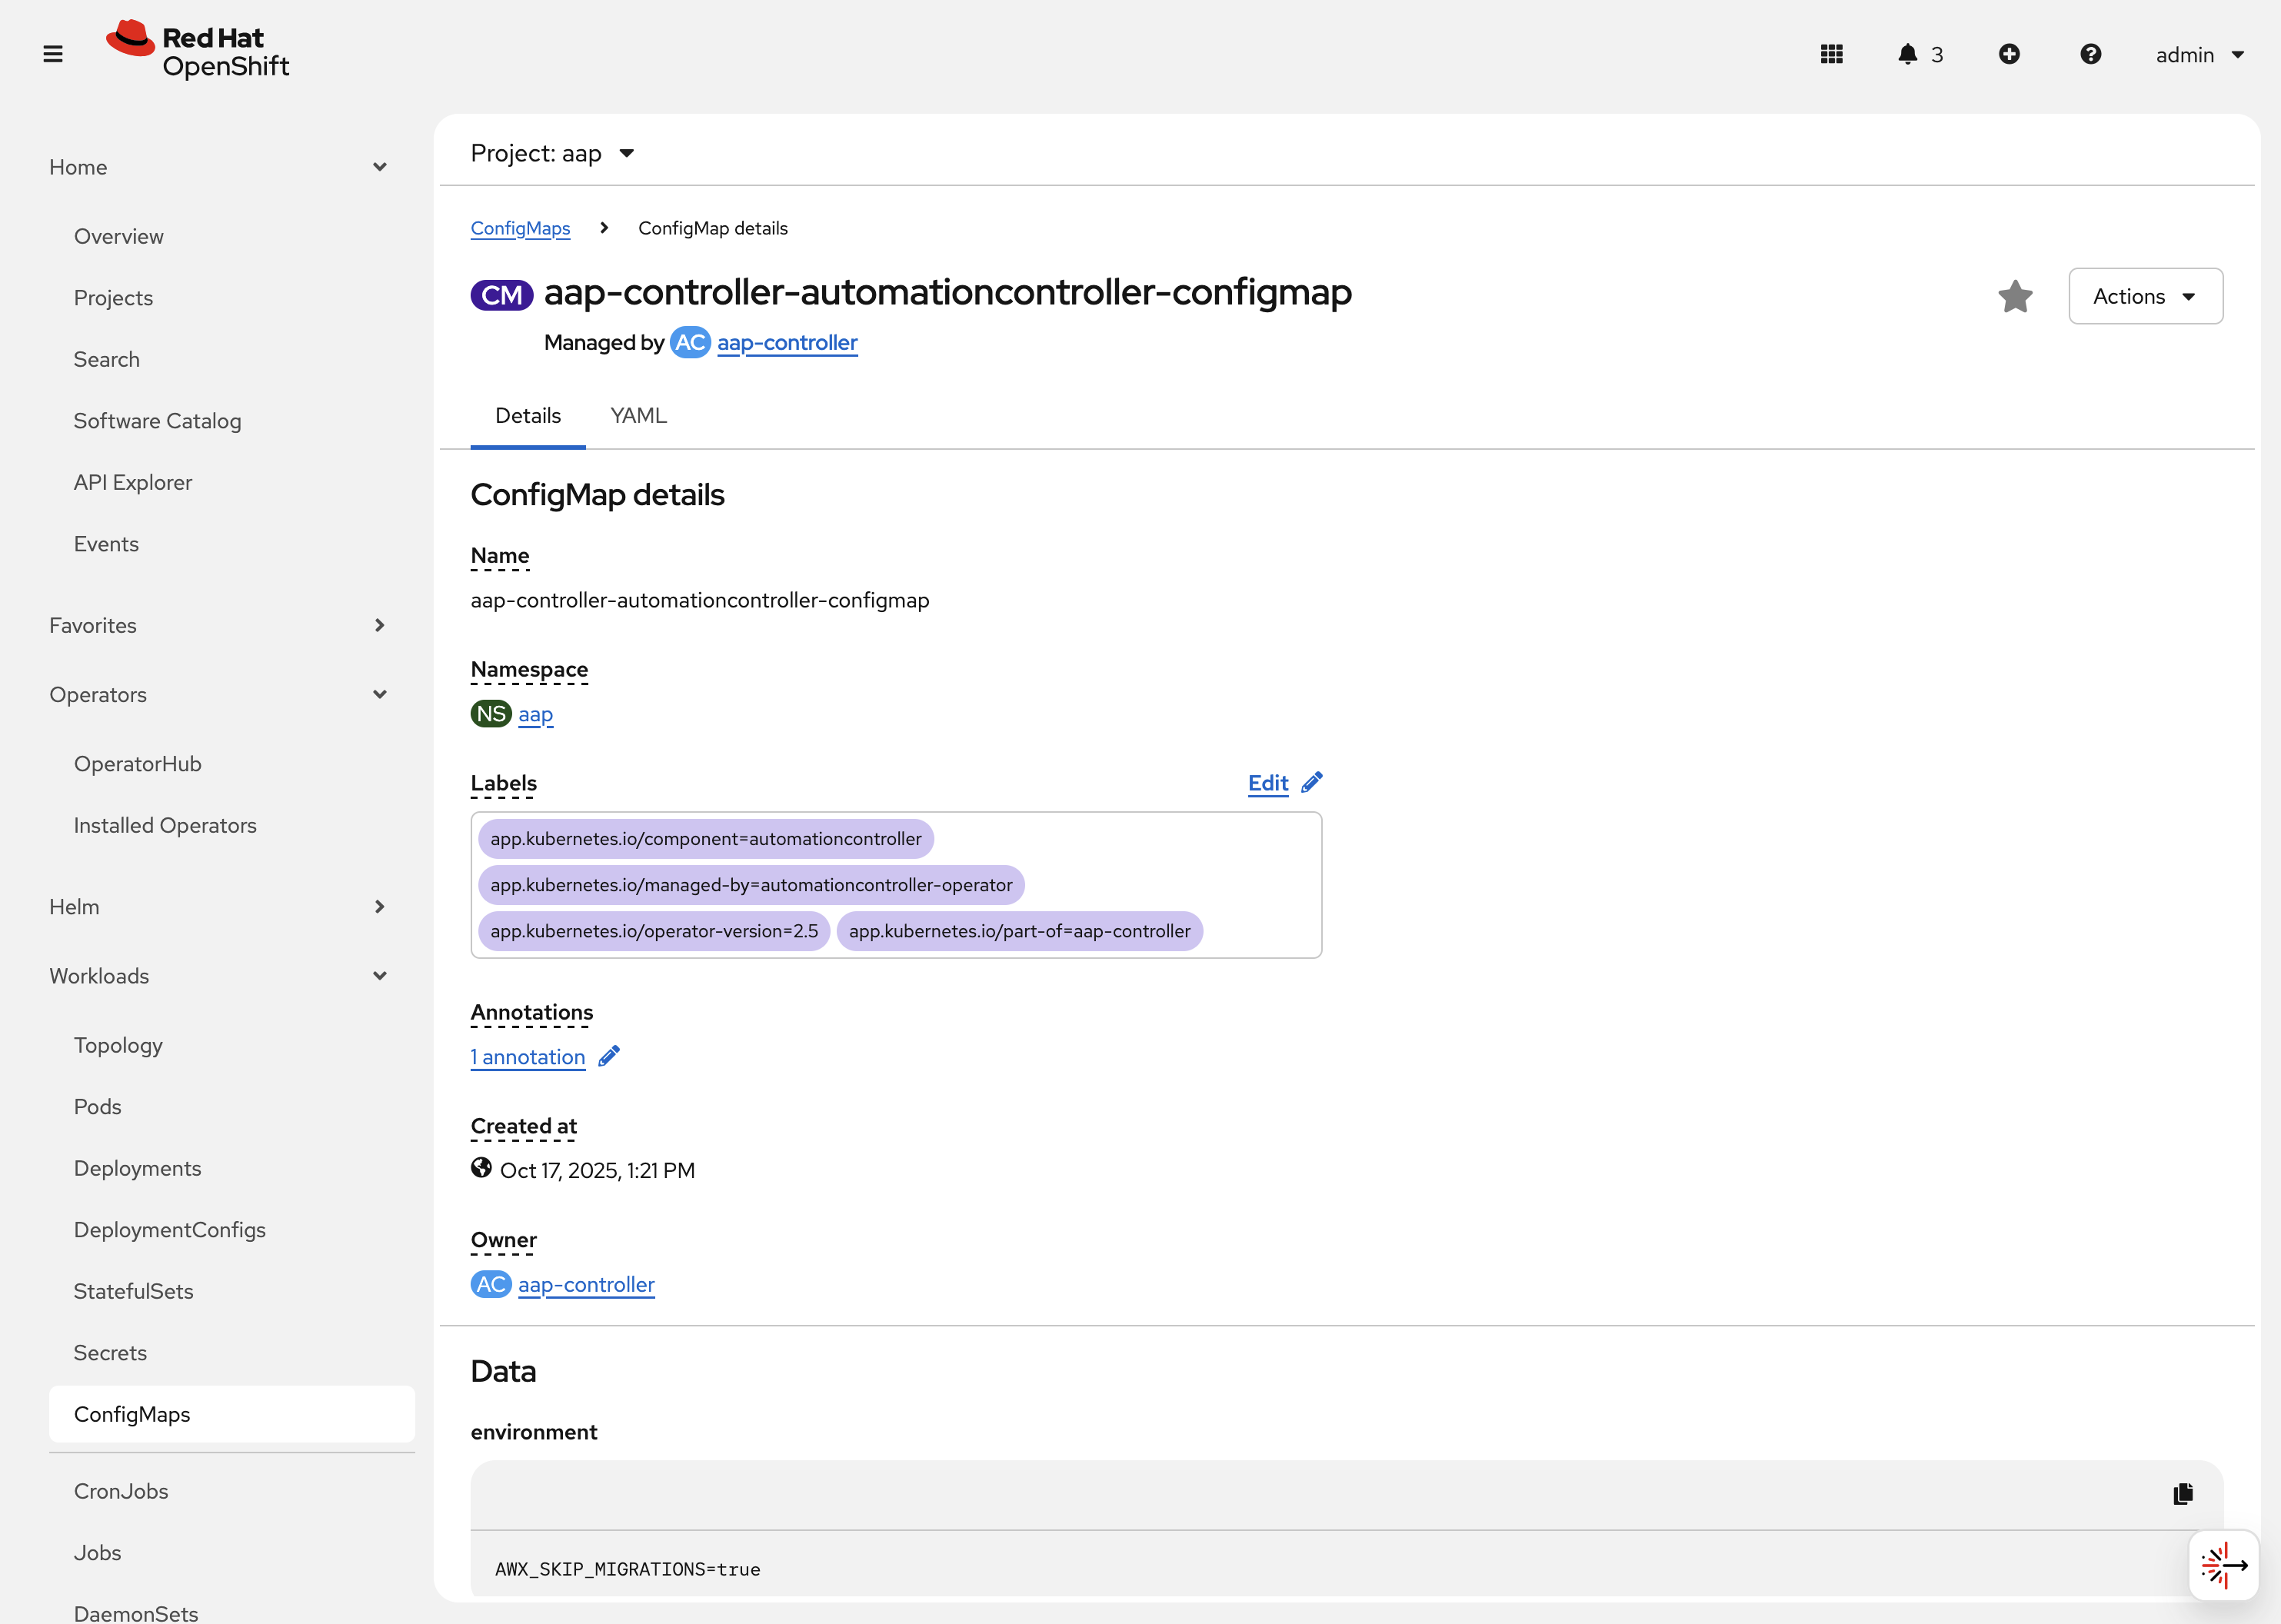 Red Hat
OpenShift
3
admin
Home
Overview
Projects
Search
Software Catalog
API Explorer
Events
Favorites
Operators
OperatorHub
Installed Operators
Helm
Workloads
Topology
Pods
Deployments
DeploymentConfigs
StatefulSets
Secrets
ConfigMaps
CronJobs
Jobs
DaemonSets
Project: aap
ConfigMaps
ConfigMap details
CM aap-controller-automationcontroller-configmap
Managed by AC aap-controller
Actions
Details
YAML
ConfigMap details
Name
aap-controller-automationcontroller-configmap
Namespace
NS aap
Labels
Edit
app.kubernetes.io/component=automationcontroller
app.kubernetes.io/managed-by=automationcontroller-operator
app.kubernetes.io/operator-version=2.5 app.kubernetes.io/part-of=aap-controller
Annotations
1 annotation
Created at
Oct 17, 2025, 1:21 PM
Owner
AC aap-controller
Data
environment
AWX_SKIP_MIGRATIONS=true